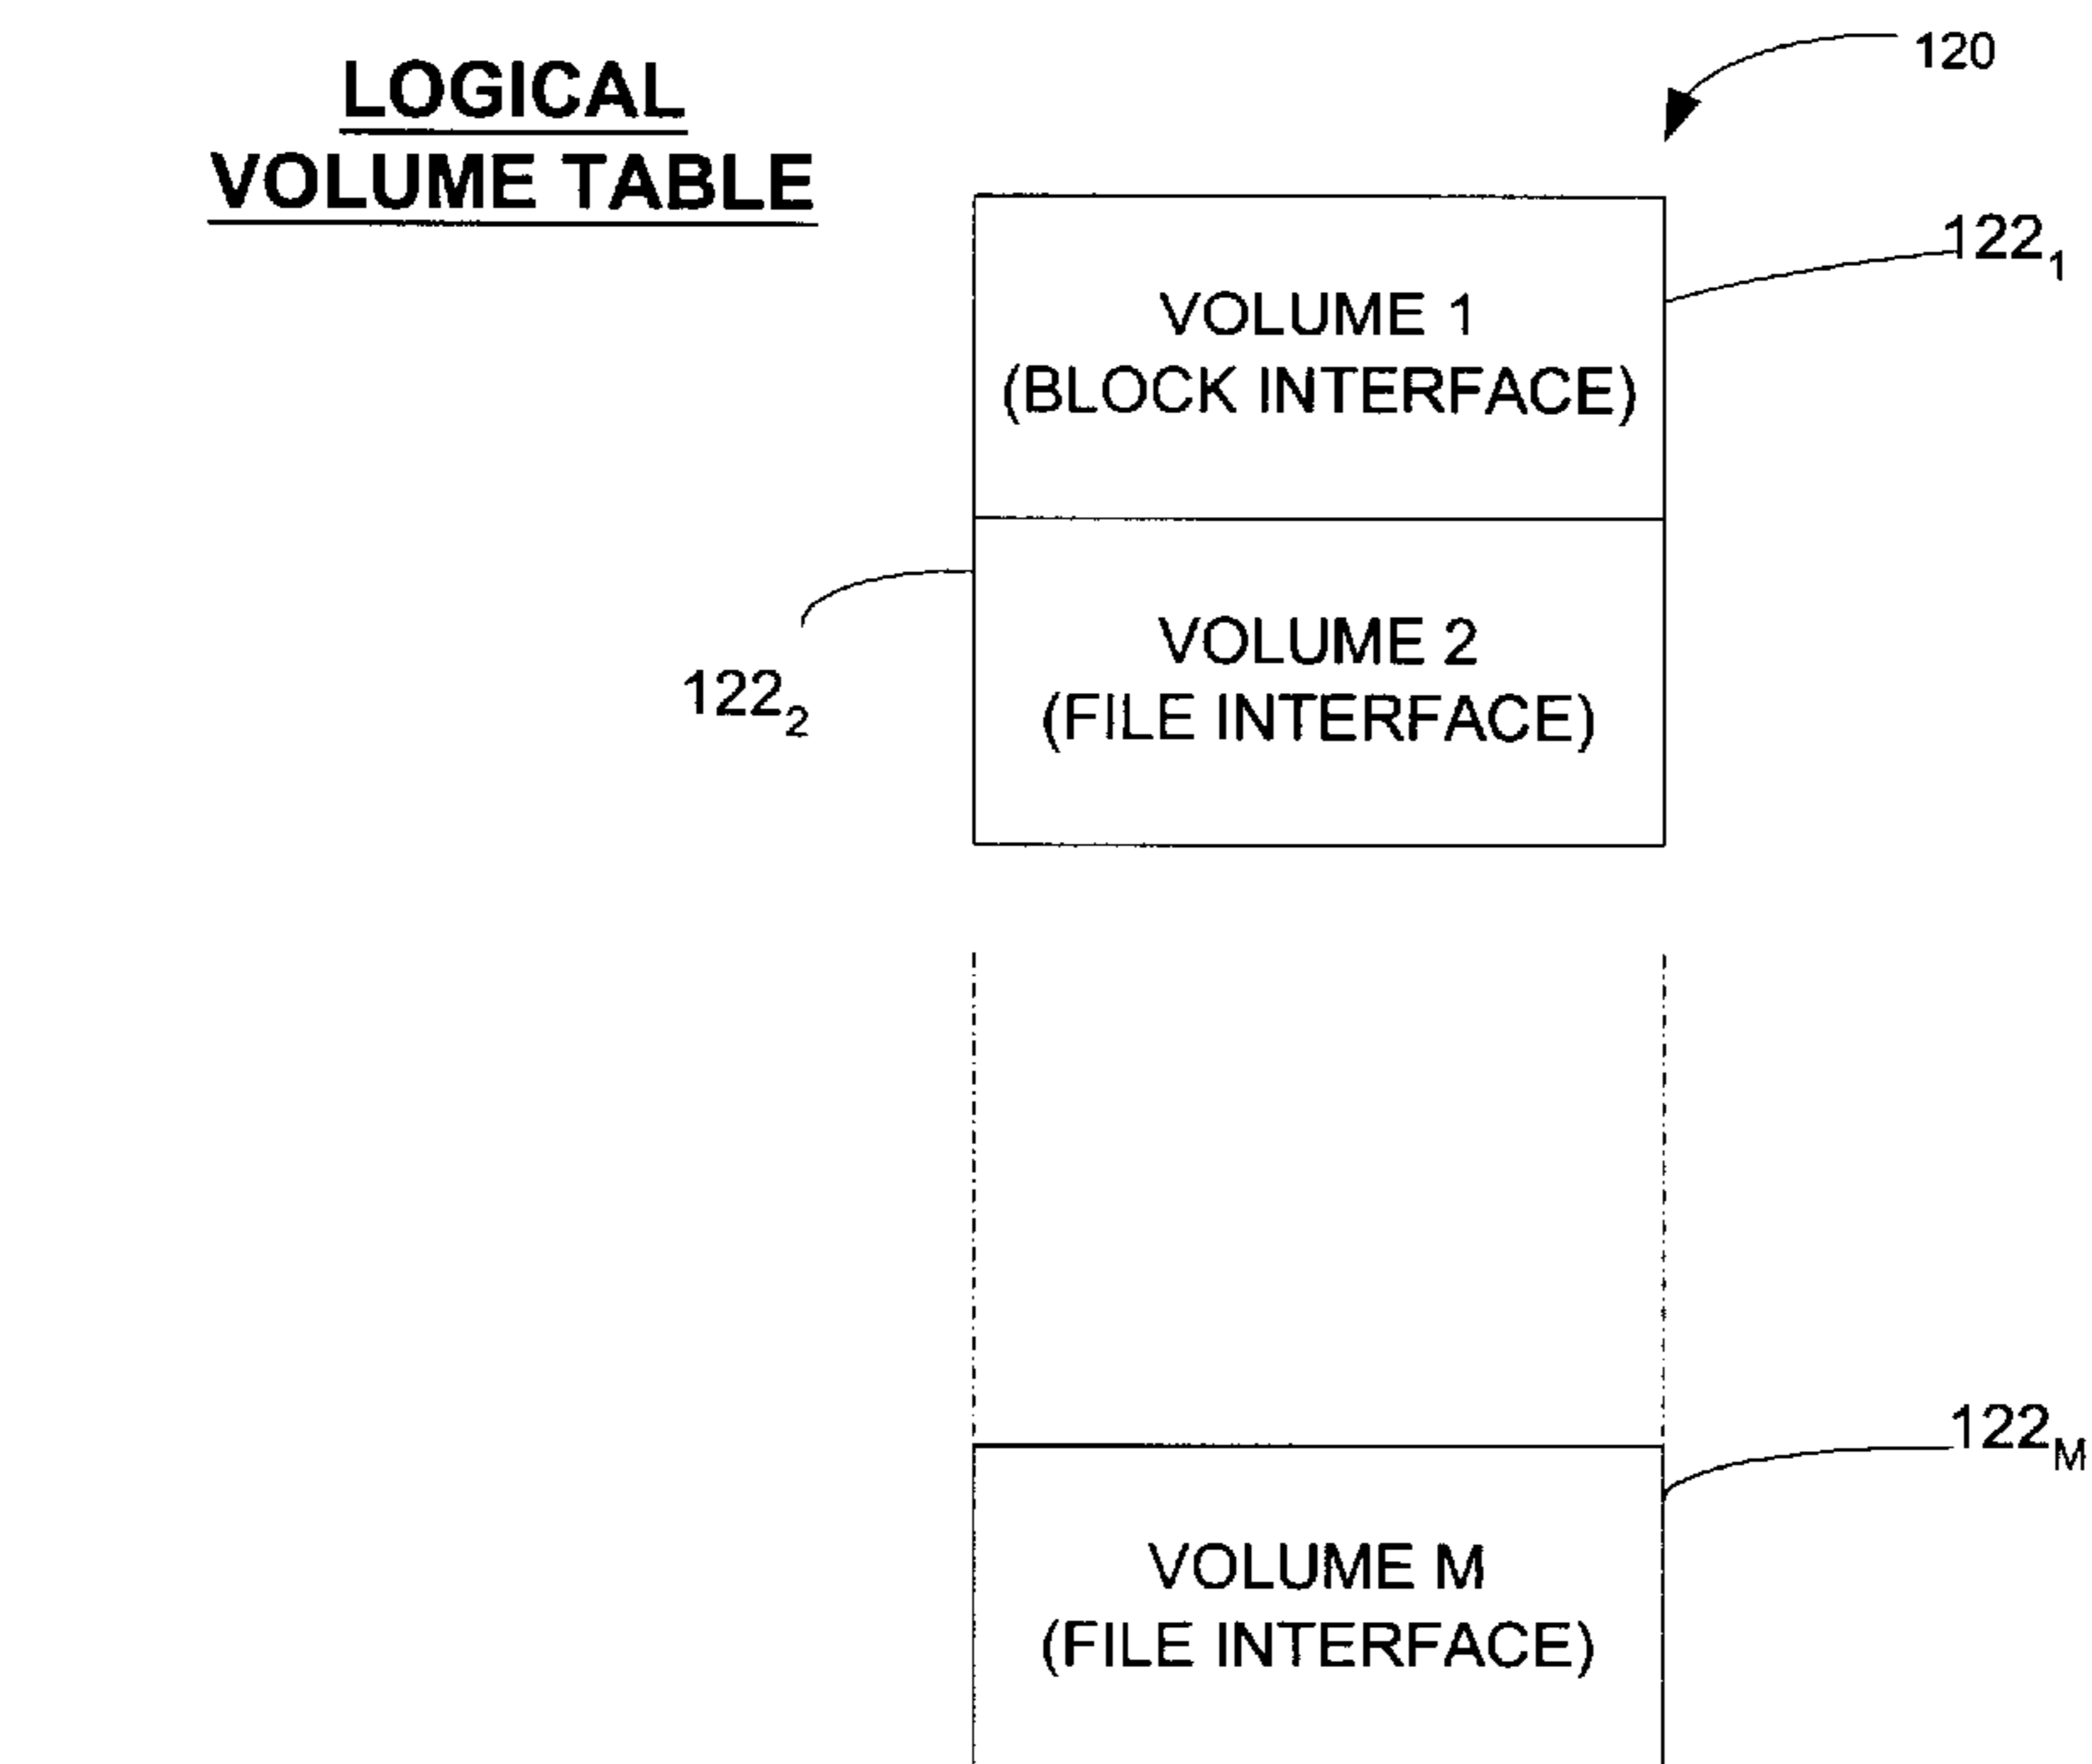 LOGICAL
VOLUME TABLE
120
122₁
VOLUME 1
(BLOCK INTERFACE)
122₂
VOLUME 2
(FILE INTERFACE)
122M
VOLUME M
(FILE INTERFACE)